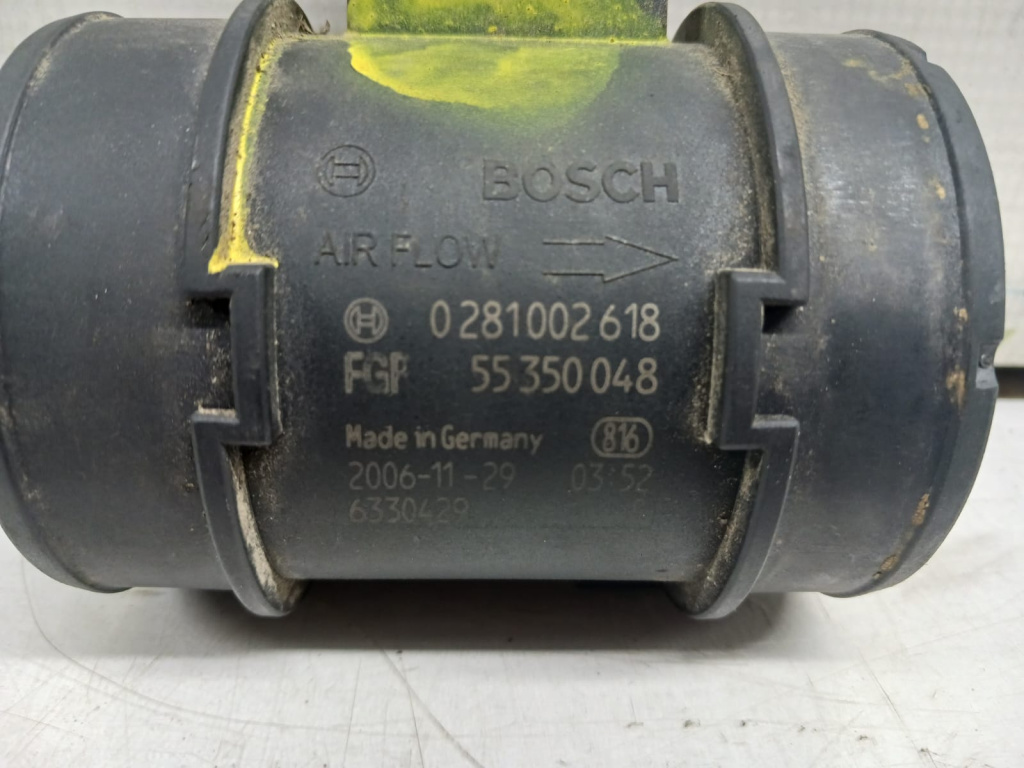 BOSCH
AIR FLOW
0 281 002 618
FGP 55 350 048
Made in Germany 816
2006-11-29 03:52
6330429